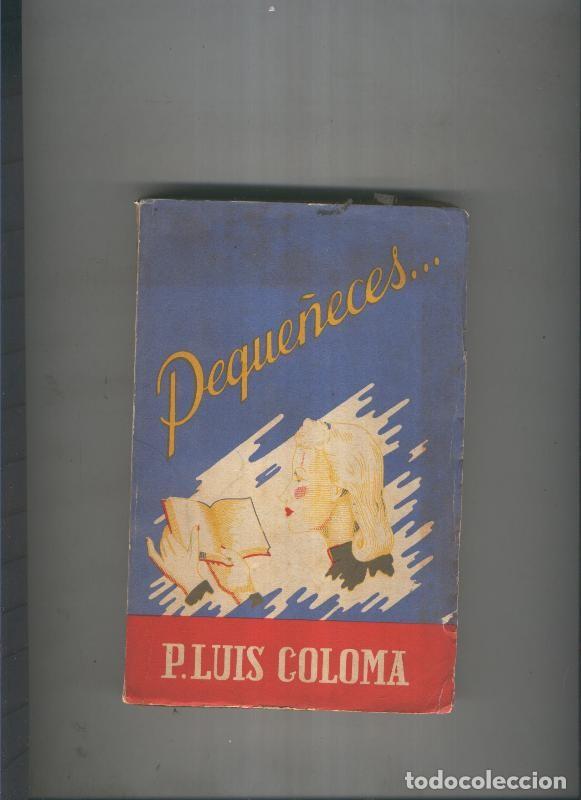 Pequeñeces...
P. LUIS COLOMA
todocoleccion